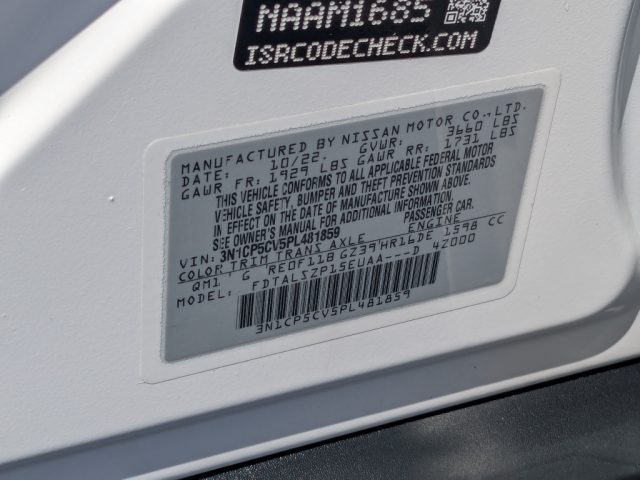 NAAM1685
ISRCODECHECK.COM
MANUFACTURED BY NISSAN MOTOR CO.,LTD.
DATE: 10/22. GVWR: 3660 LBS
GAWR FR: 1929 LBS GAWR RR: 1731 LBS
THIS VEHICLE CONFORMS TO ALL APPLICABLE FEDERAL MOTOR
VEHICLE SAFETY, BUMPER AND THEFT PREVENTION STANDARDS
IN EFFECT ON THE DATE OF MANUFACTURE SHOWN ABOVE.
SEE OWNER'S MANUAL FOR ADDITIONAL INFORMATION.
VIN: 3N1CP5CV5PL481859 PASSENGER CAR.
COLOR TRIM TRANS AXLE ENGINE
QM1 G RE0F11B GZ39 HR16DE 1598 CC
FDTALSZP15EUAA---D 4Z000
3N1CP5CV5PL481859